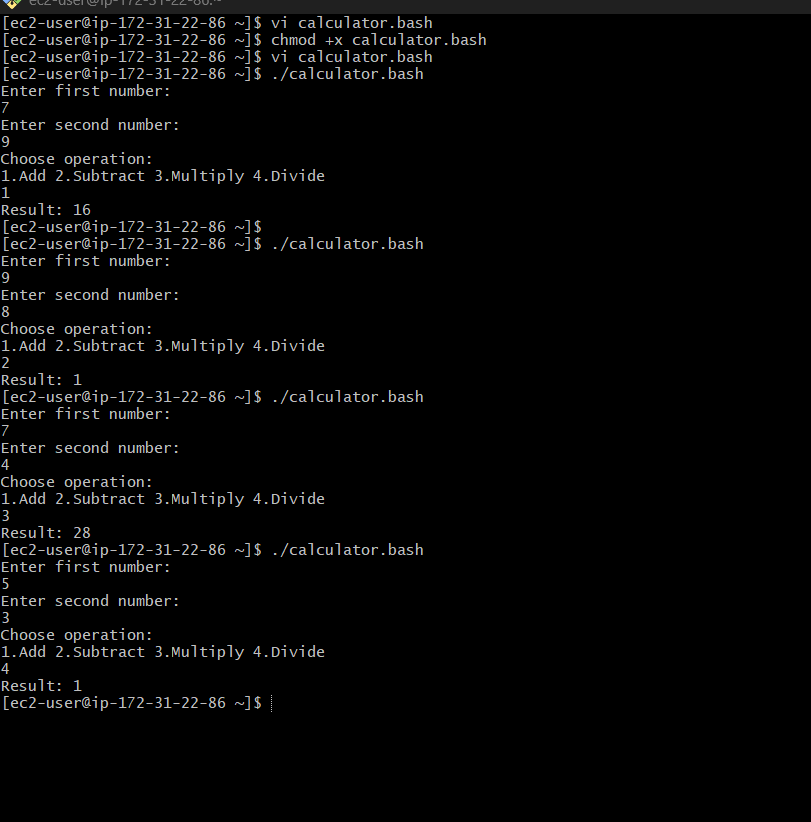 ec2-user@ip-172-31-22-86:~
[ec2-user@ip-172-31-22-86 ~]$ vi calculator.bash
[ec2-user@ip-172-31-22-86 ~]$ chmod +x calculator.bash
[ec2-user@ip-172-31-22-86 ~]$ vi calculator.bash
[ec2-user@ip-172-31-22-86 ~]$ ./calculator.bash
Enter first number:
7
Enter second number:
9
Choose operation:
1.Add 2.Subtract 3.Multiply 4.Divide
1
Result: 16
[ec2-user@ip-172-31-22-86 ~]$
[ec2-user@ip-172-31-22-86 ~]$ ./calculator.bash
Enter first number:
9
Enter second number:
8
Choose operation:
1.Add 2.Subtract 3.Multiply 4.Divide
2
Result: 1
[ec2-user@ip-172-31-22-86 ~]$ ./calculator.bash
Enter first number:
7
Enter second number:
4
Choose operation:
1.Add 2.Subtract 3.Multiply 4.Divide
3
Result: 28
[ec2-user@ip-172-31-22-86 ~]$ ./calculator.bash
Enter first number:
5
Enter second number:
3
Choose operation:
1.Add 2.Subtract 3.Multiply 4.Divide
4
Result: 1
[ec2-user@ip-172-31-22-86 ~]$